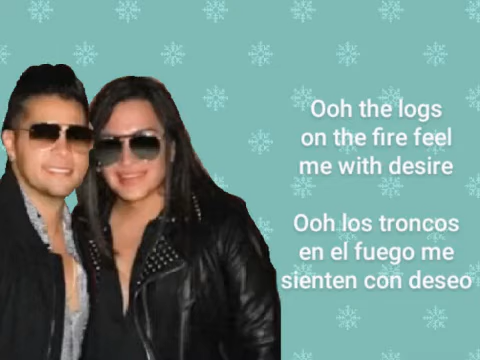 Ooh the logs
on the fire feel
me with desire
Ooh los troncos
en el fuego me
sienten con deseo